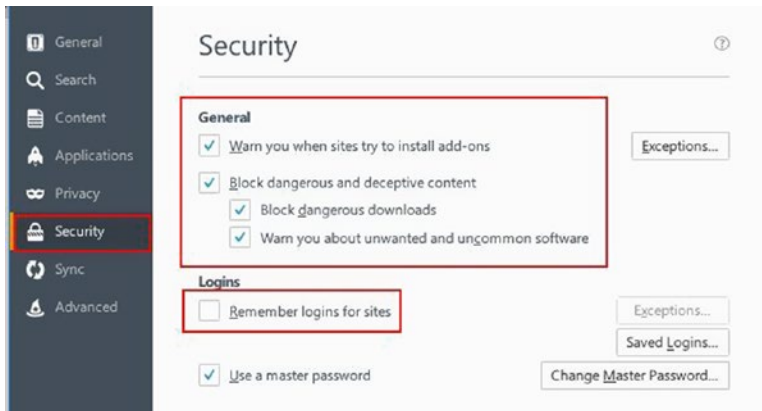 General
Search
Content
Applications
Privacy
Security
Sync
Advanced
Security
?
General
Warn you when sites try to install add-ons
Exceptions...
Block dangerous and deceptive content
Block dangerous downloads
Warn you about unwanted and uncommon software
Logins
Remember logins for sites
Exceptions...
Saved Logins...
Use a master password
Change Master Password...